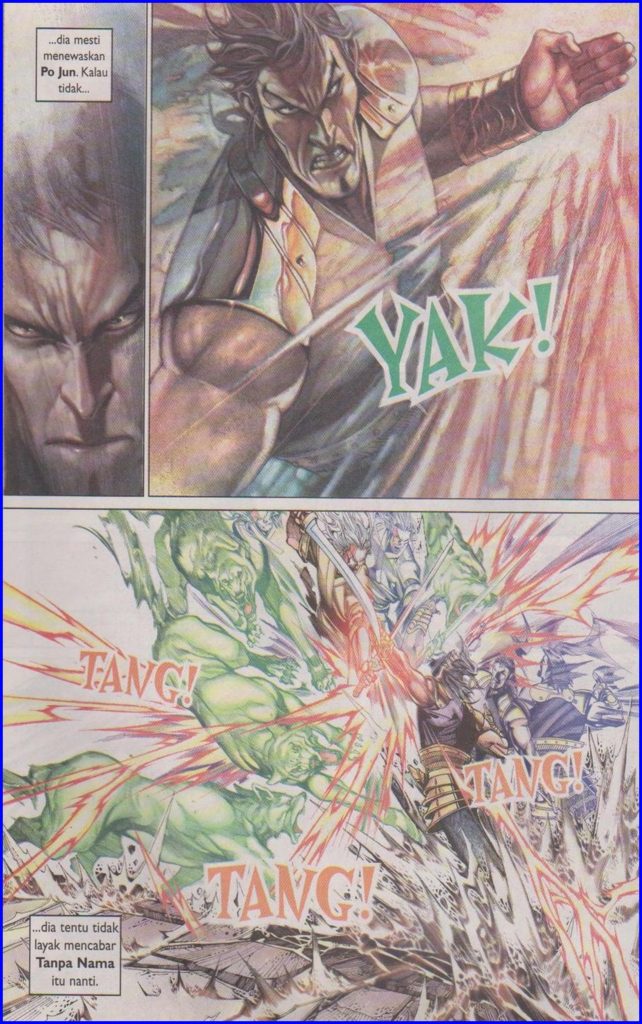 ...dia mesti
menewaskan
Po Jun. Kalau
tidak...
YAK!
TANG!
TANG!
TANG!
...dia tentu tidak
layak mencabar
Tanpa Nama
itu nanti.